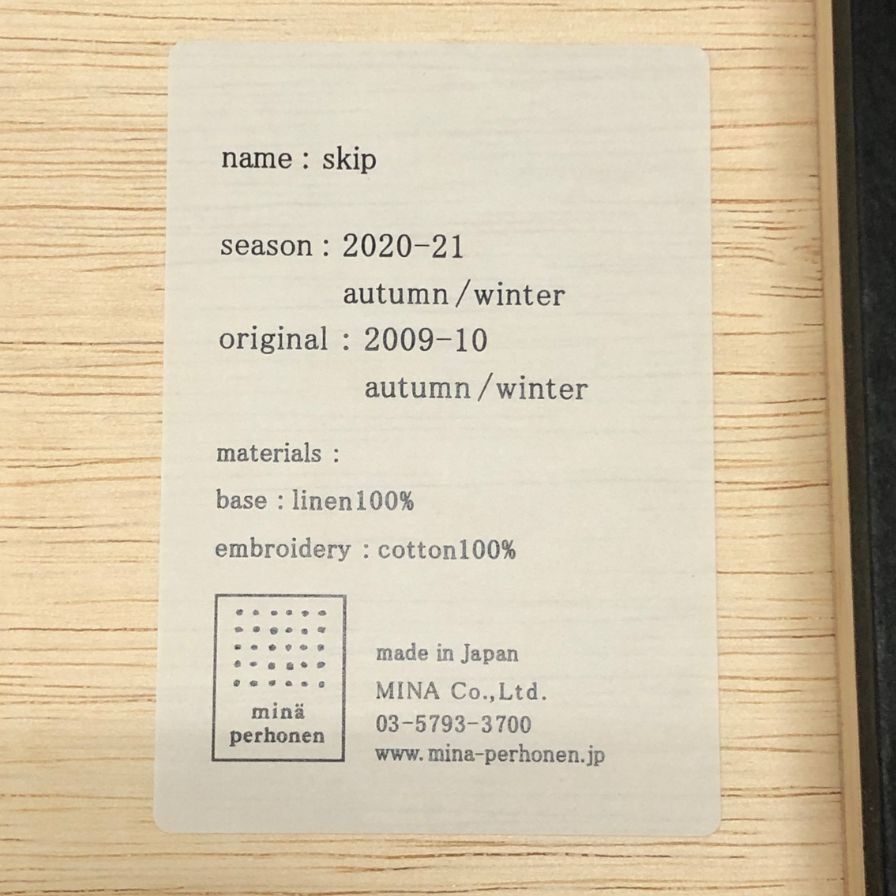 name : skip
season : 2020-21
autumn/winter
original : 2009-10
autumn/winter
materials :
base : linen100%
embroidery : cotton100%
minä
perhonen
made in Japan
MINA Co.,Ltd.
03-5793-3700
www.mina-perhonen.jp